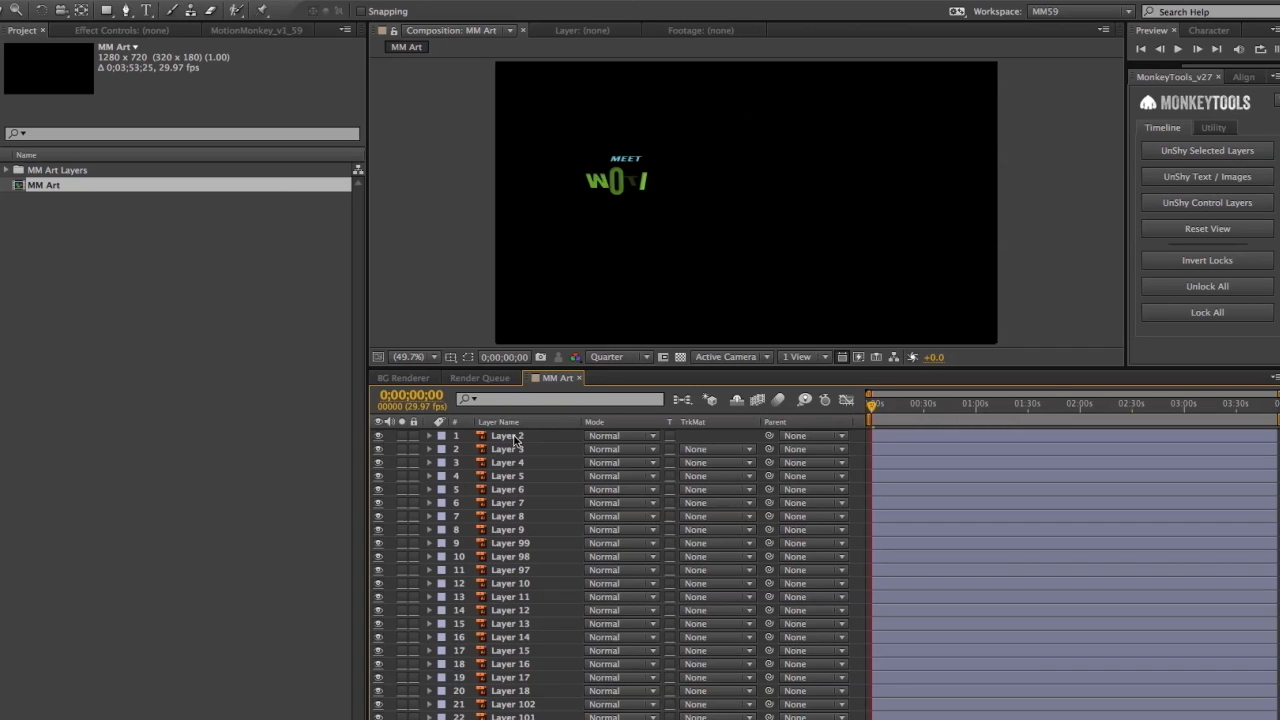 Snapping
Workspace: MM59
Search Help
Project
Effect Controls: (none)
MotionMonkey_v1_59
Composition: MM Art
Layer: (none)
Footage: (none)
Preview
Character
MM Art
1280 x 720 (320 x 180) (1.00)
Δ 0;03;53;25, 29.97 fps
MM Art
MonkeyTools_v27
Align
MONKEYTOOLS
Timeline
Utility
Name
MM Art Layers
MM Art
MEET
UnShy Selected Layers
UnShy Text / Images
UnShy Control Layers
Reset View
Invert Locks
Unlock All
Lock All
(49.7%)
0;00;00;00
Quarter
Active Camera
1 View
+0.0
BG Renderer
Render Queue
MM Art
0;00;00;00
00000 (29.97 fps)
00:30s
01:00s
01:30s
02:00s
02:30s
03:00s
03:30s
# Layer Name Mode T TrkMat Parent
1 Layer 2 Normal None
2 Layer 3 Normal None None
3 Layer 4 Normal None None
4 Layer 5 Normal None None
5 Layer 6 Normal None None
6 Layer 7 Normal None None
7 Layer 8 Normal None None
8 Layer 9 Normal None None
9 Layer 99 Normal None None
10 Layer 98 Normal None None
11 Layer 97 Normal None None
12 Layer 10 Normal None None
13 Layer 11 Normal None None
14 Layer 12 Normal None None
15 Layer 13 Normal None None
16 Layer 14 Normal None None
17 Layer 15 Normal None None
18 Layer 16 Normal None None
19 Layer 17 Normal None None
20 Layer 18 Normal None None
21 Layer 102 Normal None None
22 Layer 101 Normal None None